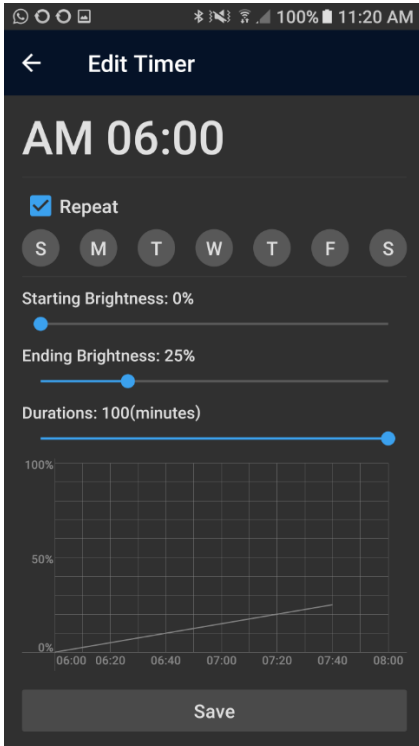 100% 11:20 AM
Edit Timer
AM 06:00
Repeat
S M T W T F S
Starting Brightness: 0%
Ending Brightness: 25%
Durations: 100(minutes)
100%
50%
0%
06:00 06:20 06:40 07:00 07:20 07:40 08:00
Save